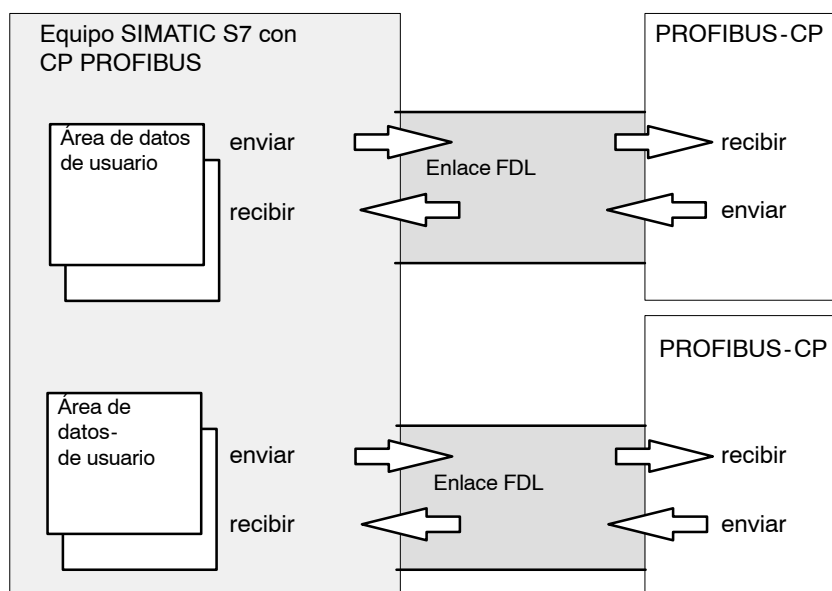 Equipo SIMATIC S7 con
CP PROFIBUS
PROFIBUS-CP
Área de datos
de usuario
enviar
recibir
Enlace FDL
recibir
enviar
PROFIBUS-CP
Área de
datos-
de usuario
enviar
recibir
Enlace FDL
recibir
enviar